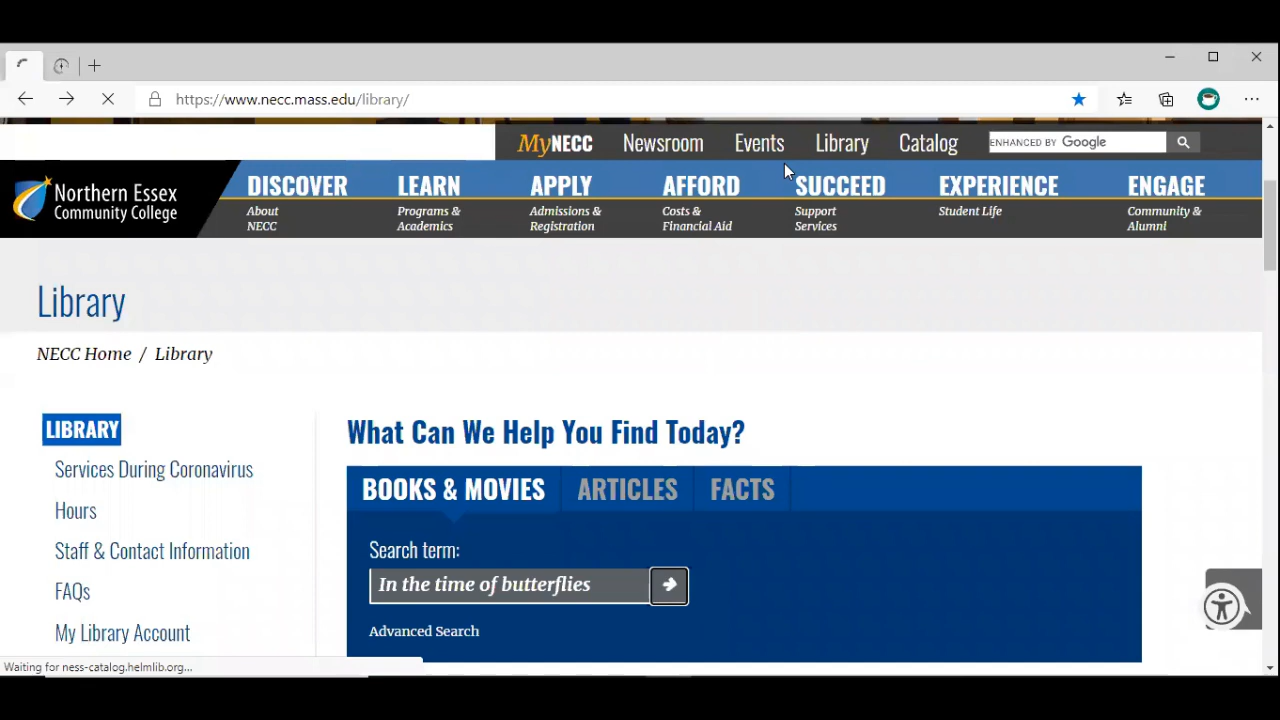 https://www.necc.mass.edu/library/
MyNECC Newsroom Events Library Catalog ENHANCED BY Google
Northern Essex
Community College
DISCOVER
About
NECC
LEARN
Programs &
Academics
APPLY
Admissions &
Registration
AFFORD
Costs &
Financial Aid
SUCCEED
Support
Services
EXPERIENCE
Student Life
ENGAGE
Community &
Alumni
Library
NECC Home / Library
LIBRARY
Services During Coronavirus
Hours
Staff & Contact Information
FAQs
My Library Account
What Can We Help You Find Today?
BOOKS & MOVIES ARTICLES FACTS
Search term:
In the time of butterflies
Advanced Search
Waiting for ness-catalog.helmlib.org...